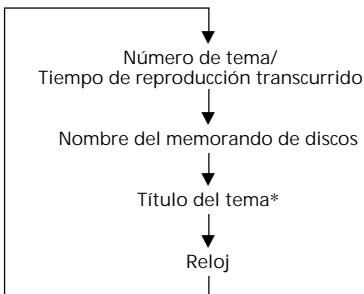 Número de tema/
Tiempo de reproducción transcurrido
Nombre del memorando de discos
Título del tema*
Reloj